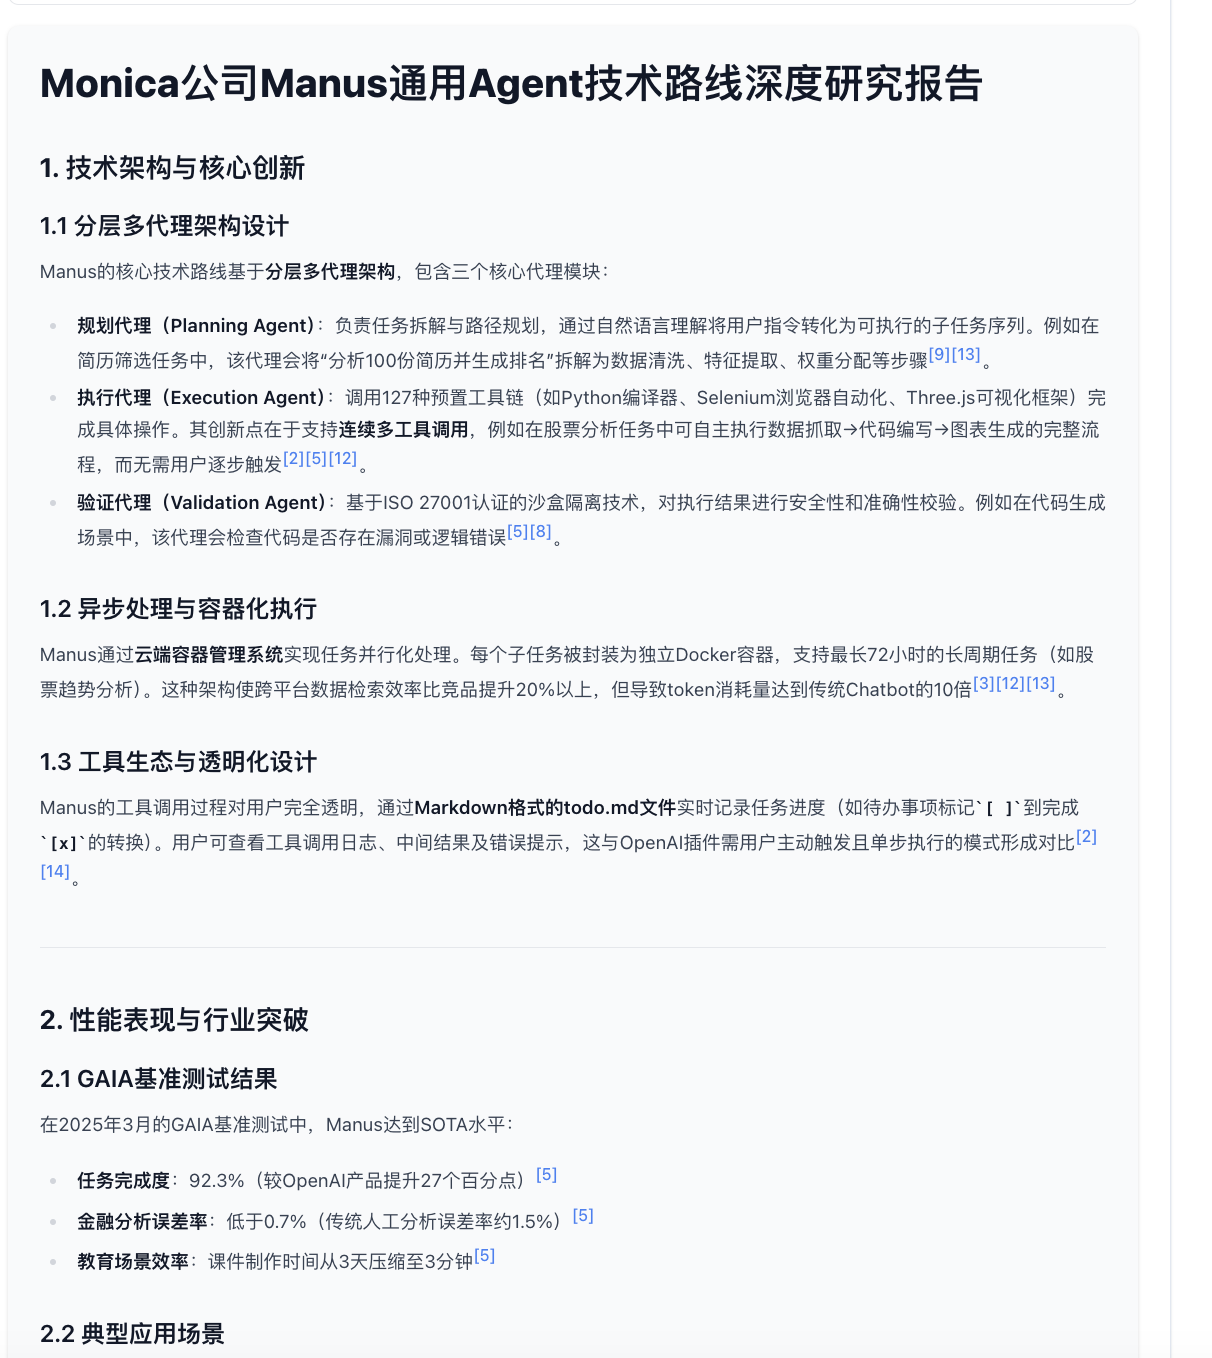 Monica公司Manus通用Agent技术路线深度研究报告
1. 技术架构与核心创新
1.1 分层多代理架构设计
Manus的核心技术路线基于分层多代理架构，包含三个核心代理模块：
规划代理（Planning Agent）：负责任务拆解与路径规划，通过自然语言理解将用户指令转化为可执行的子任务序列。例如在
简历筛选任务中，该代理会将“分析100份简历并生成排名”拆解为数据清洗、特征提取、权重分配等步骤[9][13]。
执行代理（Execution Agent）：调用127种预置工具链（如Python编译器、Selenium浏览器自动化、Three.js可视化框架）完
成具体操作。其创新点在于支持连续多工具调用，例如在股票分析任务中可自主执行数据抓取→代码编写→图表生成的完整流
程，而无需用户逐步触发[2][5][12]。
验证代理（Validation Agent）：基于ISO 27001认证的沙盒隔离技术，对执行结果进行安全性和准确性校验。例如在代码生成
场景中，该代理会检查代码是否存在漏洞或逻辑错误[5][8]。
1.2 异步处理与容器化执行
Manus通过云端容器管理系统实现任务并行化处理。每个子任务被封装为独立Docker容器，支持最长72小时的长周期任务（如股
票趋势分析）。这种架构使跨平台数据检索效率比竞品提升20%以上，但导致token消耗量达到传统Chatbot的10倍[3][12][13]。
1.3 工具生态与透明化设计
Manus的工具调用过程对用户完全透明，通过Markdown格式的todo.md文件实时记录任务进度（如待办事项标记`[ ]`到完成
`[x]`的转换）。用户可查看工具调用日志、中间结果及错误提示，这与OpenAI插件需用户主动触发且单步执行的模式形成对比[2]
[14]。
2. 性能表现与行业突破
2.1 GAIA基准测试结果
在2025年3月的GAIA基准测试中，Manus达到SOTA水平：
任务完成度：92.3%（较OpenAI产品提升27个百分点）[5]
金融分析误差率：低于0.7%（传统人工分析误差率约1.5%）[5]
教育场景效率：课件制作时间从3天压缩至3分钟[5]
2.2 典型应用场景